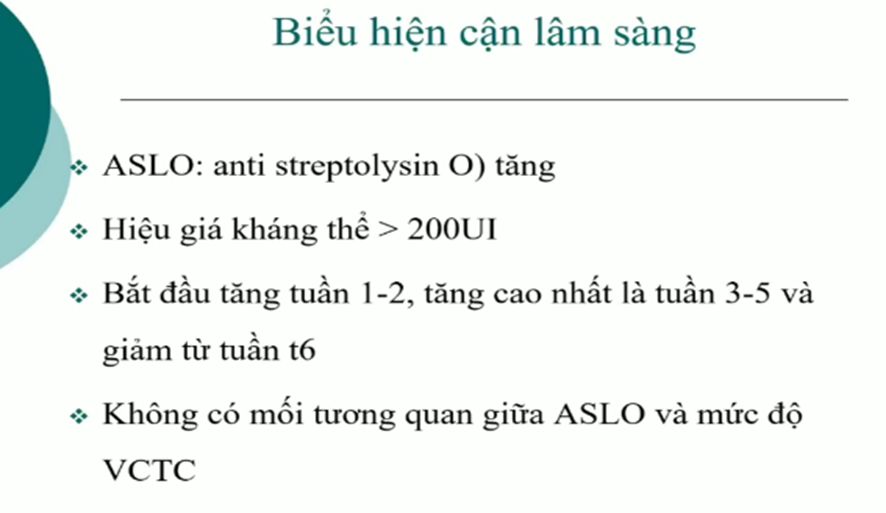 Biểu hiện cận lâm sàng
ASLO: anti streptolysin O) tăng
Hiệu giá kháng thể > 200UI
Bắt đầu tăng tuần 1-2, tăng cao nhất là tuần 3-5 và
giảm từ tuần t6
Không có mối tương quan giữa ASLO và mức độ
VCTC